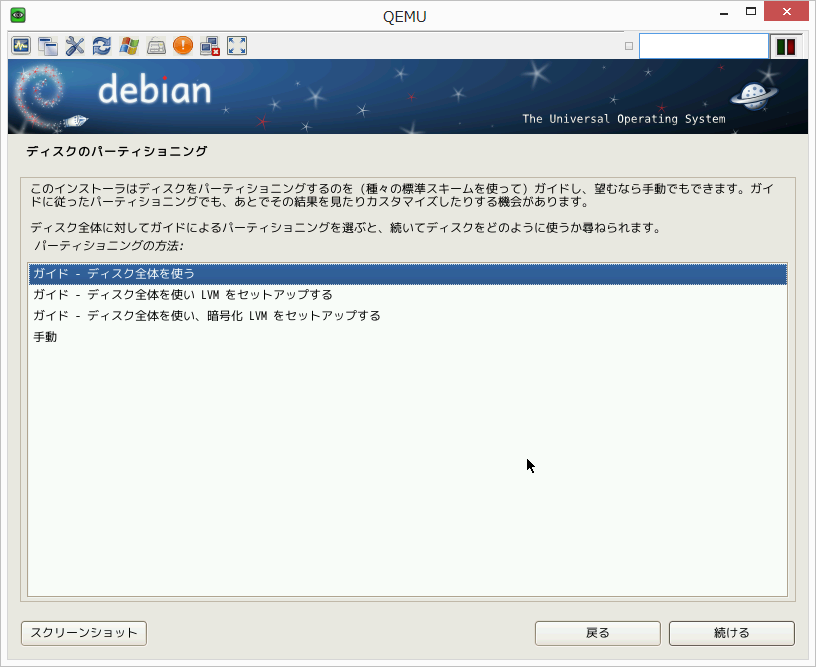 QEMU
debian
The Universal Operating System
ディスクのパーティショニング
このインストーラはディスクをパーティショニングするのを（種々の標準スキームを使って）ガイドし、望むなら手動でもできます。ガイ
ドに従ったパーティショニングでも、あとでその結果を見たりカスタマイズしたりする機会があります。
ディスク全体に対してガイドによるパーティショニングを選ぶと、続いてディスクをどのように使うか尋ねられます。
パーティショニングの方法:
ガイド - ディスク全体を使う
ガイド - ディスク全体を使い LVM をセットアップする
ガイド - ディスク全体を使い、暗号化 LVM をセットアップする
手動
スクリーンショット
戻る
続ける